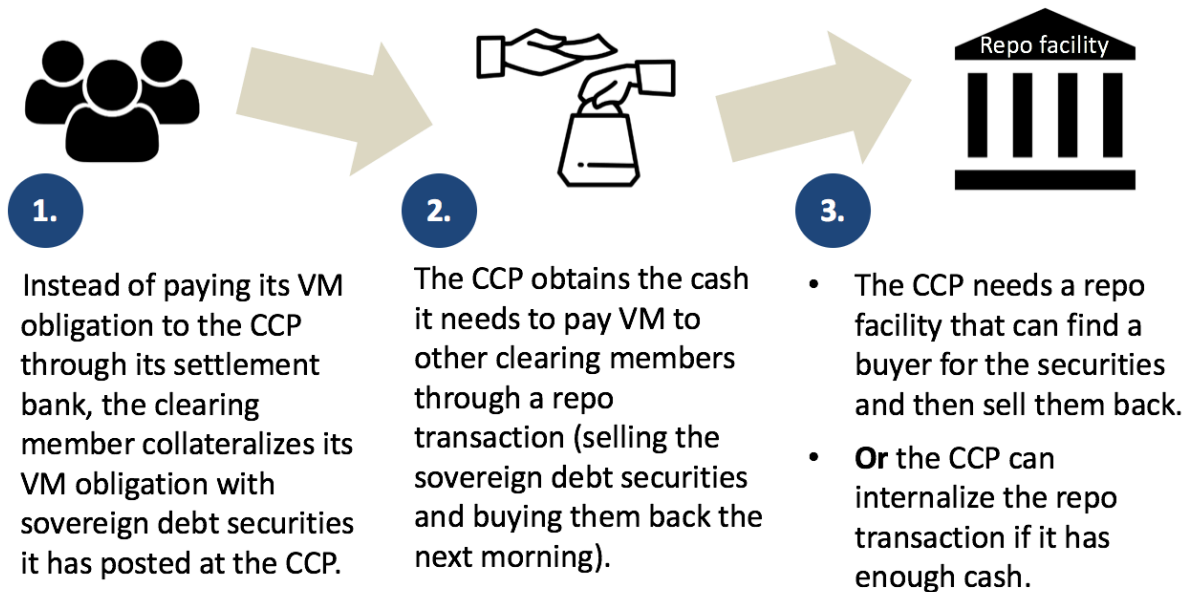 Repo facility
1.
Instead of paying its VM
obligation to the CCP
through its settlement
bank, the clearing
member collateralizes its
VM obligation with
sovereign debt securities
it has posted at the CCP.
2.
The CCP obtains the cash
it needs to pay VM to
other clearing members
through a repo
transaction (selling the
sovereign debt securities
and buying them back the
next morning).
3.
• The CCP needs a repo
facility that can find a
buyer for the securities
and then sell them back.
• Or the CCP can
internalize the repo
transaction if it has
enough cash.